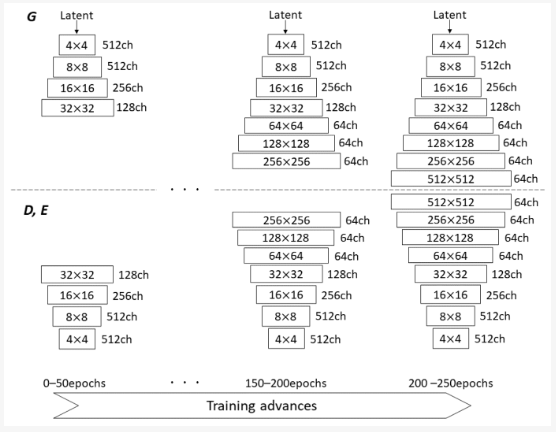 G
Latent Latent Latent
4×4 512ch 4×4 512ch 4×4 512ch
8×8 512ch 8×8 512ch 8×8 512ch
16×16 256ch 16×16 256ch 16×16 256ch
32×32 128ch 32×32 128ch 32×32 128ch
64×64 64ch 64×64 64ch
128×128 64ch 128×128 64ch
256×256 64ch 256×256 64ch
512×512 64ch
. . .
D, E
512×512 64ch
256×256 64ch 256×256 64ch
128×128 64ch 128×128 64ch
64×64 64ch 64×64 64ch
32×32 128ch 32×32 128ch 32×32 128ch
16×16 256ch 16×16 256ch 16×16 256ch
8×8 512ch 8×8 512ch 8×8 512ch
4×4 512ch 4×4 512ch 4×4 512ch
0–50epochs . . . 150–200epochs 200 –250epochs
Training advances